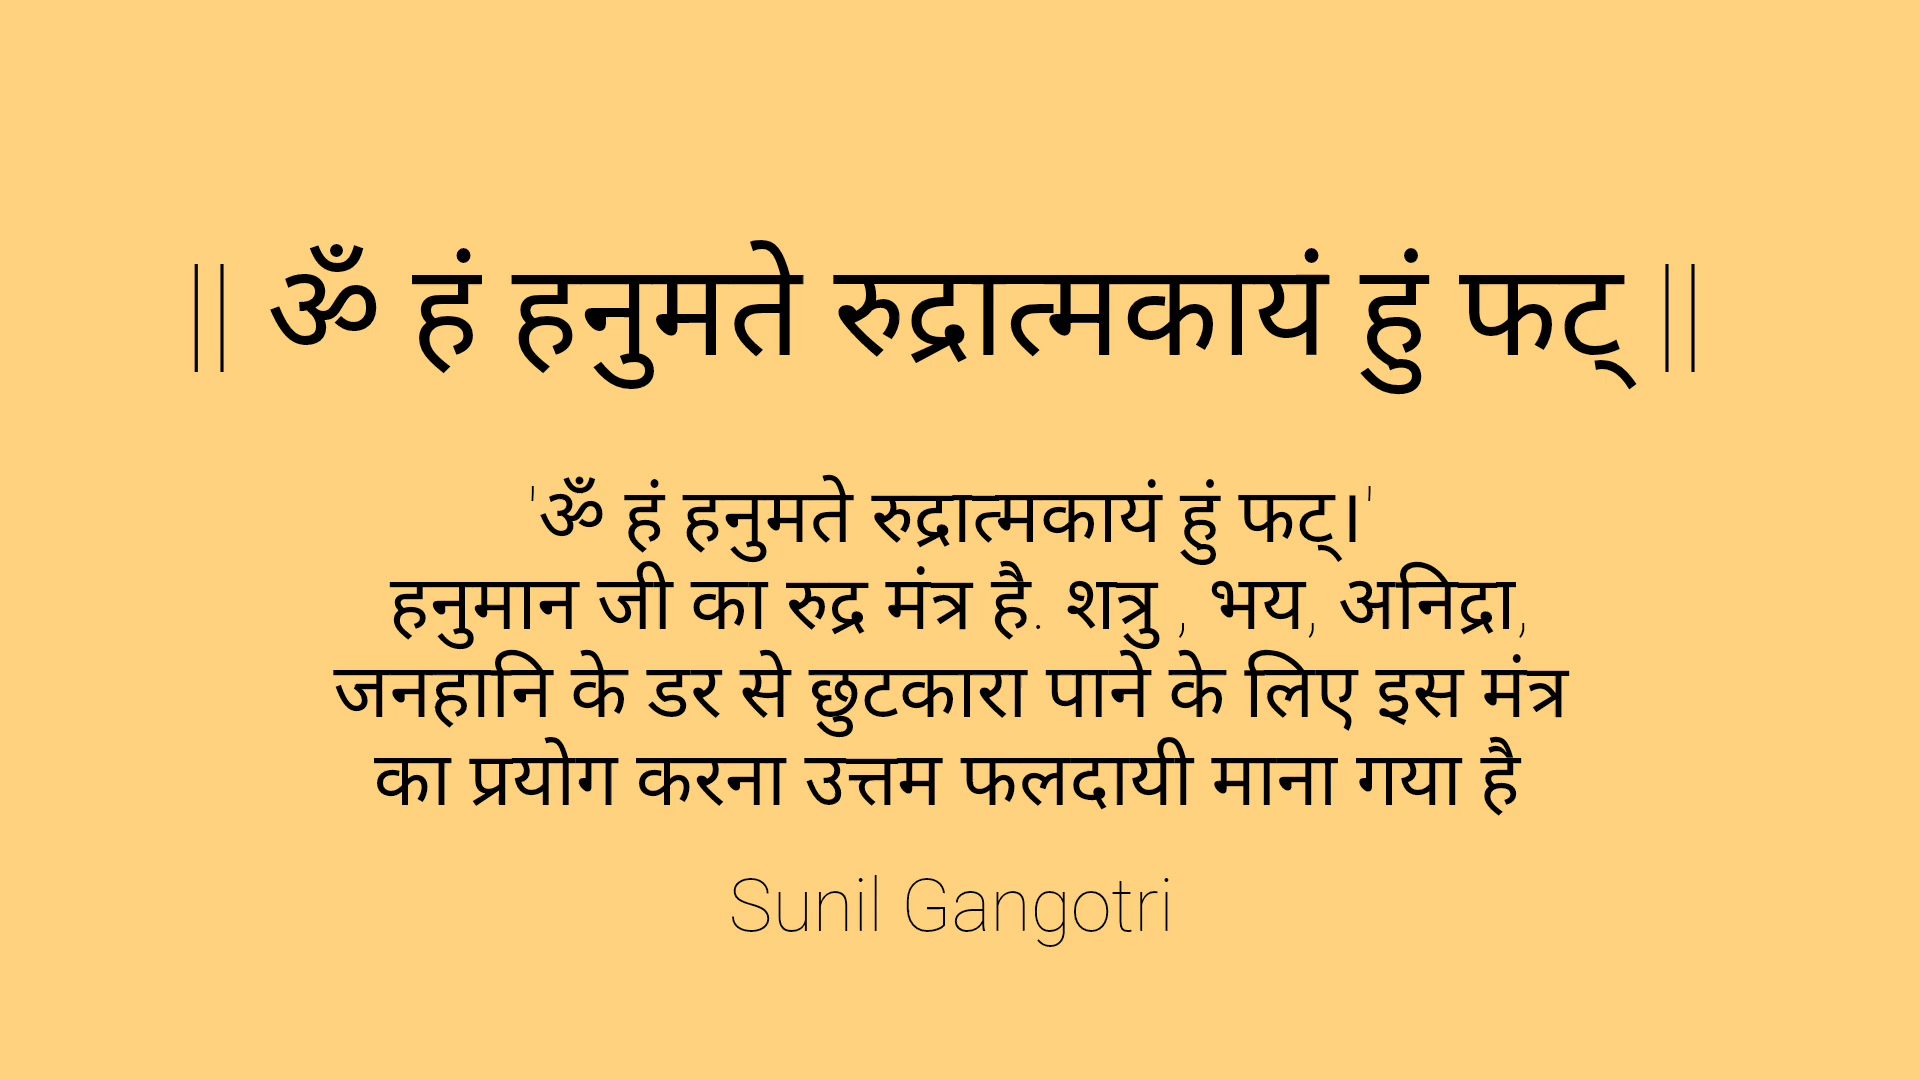 || ॐ हं हनुमते रुद्रात्मकायं हुं फट् ||
'ॐ हं हनुमते रुद्रात्मकायं हुं फट्।'
हनुमान जी का रुद्र मंत्र है. शत्रु , भय, अनिद्रा,
जनहानि के डर से छुटकारा पाने के लिए इस मंत्र
का प्रयोग करना उत्तम फलदायी माना गया है
Sunil Gangotri